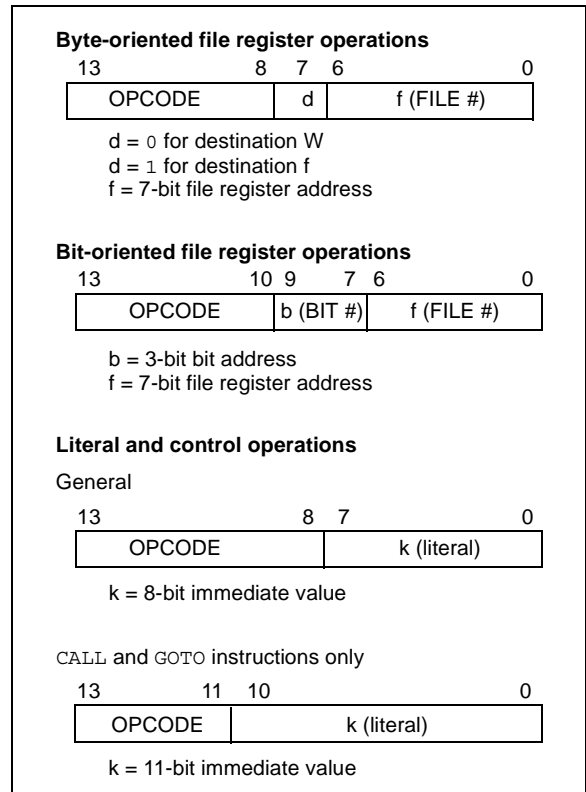 Byte-oriented file register operations
13 8 7 6 0
OPCODE d f (FILE #)
d = 0 for destination W
d = 1 for destination f
f = 7-bit file register address
Bit-oriented file register operations
13 10 9 7 6 0
OPCODE b (BIT #) f (FILE #)
b = 3-bit bit address
f = 7-bit file register address
Literal and control operations
General
13 8 7 0
OPCODE k (literal)
k = 8-bit immediate value
CALL and GOTO instructions only
13 11 10 0
OPCODE k (literal)
k = 11-bit immediate value